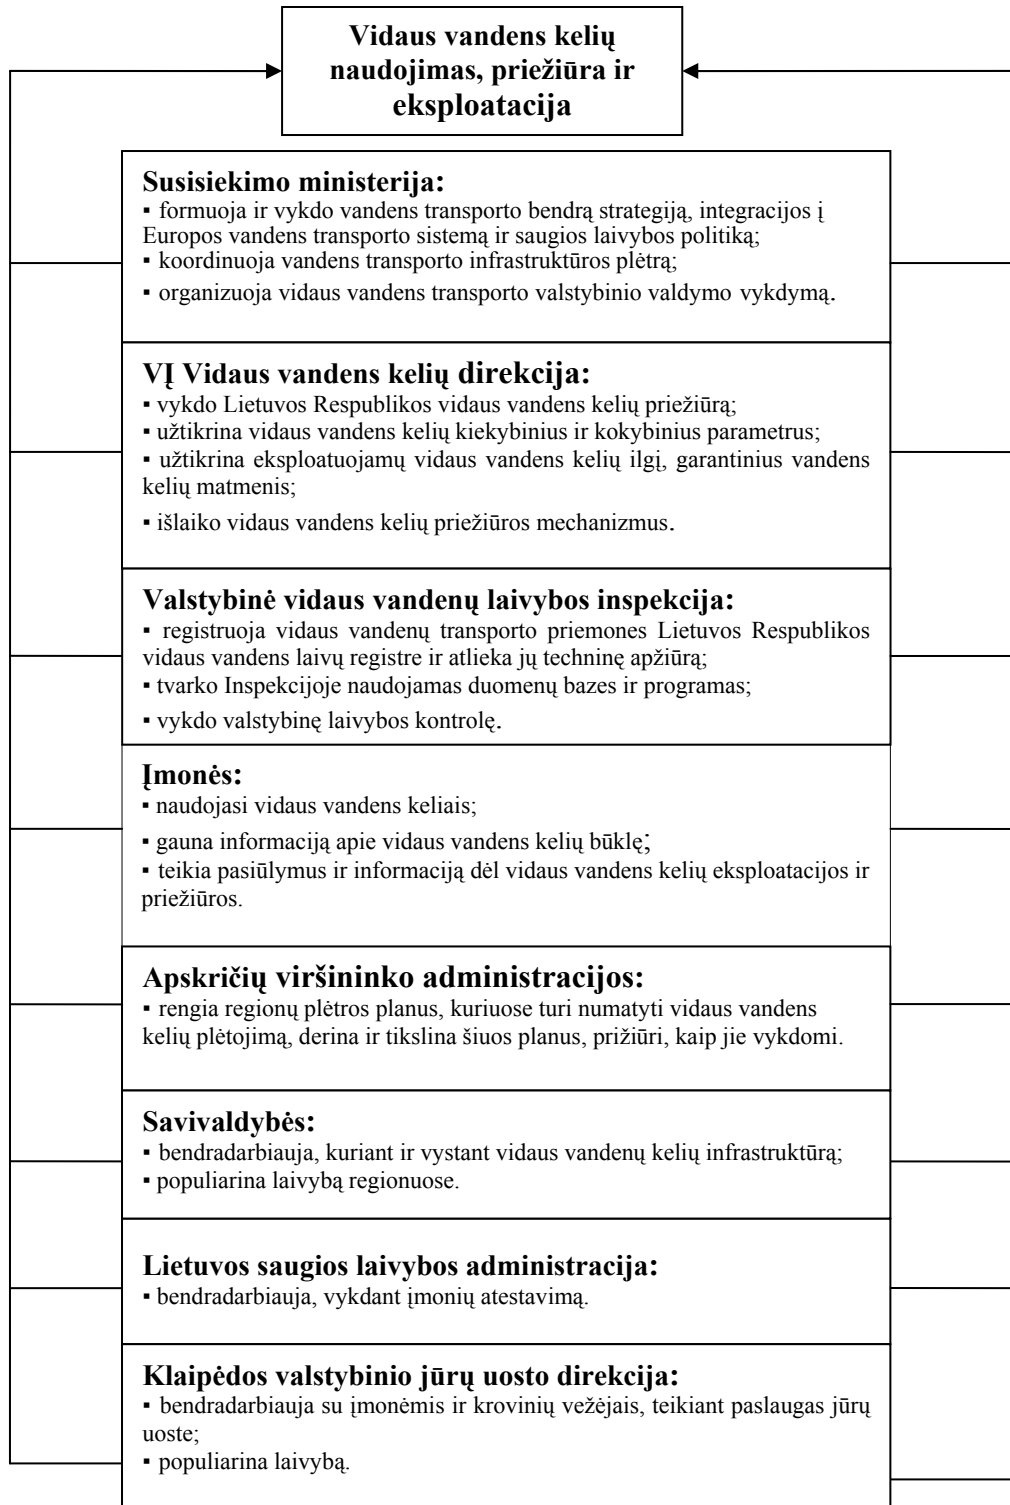 Vidaus vandens kelių
naudojimas, priežiūra ir
eksploatacija
Susisiekimo ministerija:
▪ formuoja ir vykdo vandens transporto bendrą strategiją, integracijos į
Europos vandens transporto sistemą ir saugios laivybos politiką;
▪ koordinuoja vandens transporto infrastruktūros plėtrą;
▪ organizuoja vidaus vandens transporto valstybinio valdymo vykdymą.
VĮ Vidaus vandens kelių direkcija:
▪ vykdo Lietuvos Respublikos vidaus vandens kelių priežiūrą;
▪ užtikrina vidaus vandens kelių kiekybinius ir kokybinius parametrus;
▪ užtikrina eksploatuojamų vidaus vandens kelių ilgį, garantinius vandens
kelių matmenis;
▪ išlaiko vidaus vandens kelių priežiūros mechanizmus.
Valstybinė vidaus vandenų laivybos inspekcija:
▪ registruoja vidaus vandenų transporto priemones Lietuvos Respublikos
vidaus vandens laivų registre ir atlieka jų techninę apžiūrą;
▪ tvarko Inspekcijoje naudojamas duomenų bazes ir programas;
▪ vykdo valstybinę laivybos kontrolę.
Įmonės:
▪ naudojasi vidaus vandens keliais;
▪ gauna informaciją apie vidaus vandens kelių būklę;
▪ teikia pasiūlymus ir informaciją dėl vidaus vandens kelių eksploatacijos ir
priežiūros.
Apskričių viršininko administracijos:
▪ rengia regionų plėtros planus, kuriuose turi numatyti vidaus vandens
kelių plėtojimą, derina ir tikslina šiuos planus, prižiūri, kaip jie vykdomi.
Savivaldybės:
▪ bendradarbiauja, kuriant ir vystant vidaus vandenų kelių infrastruktūrą;
▪ populiarina laivybą regionuose.
Lietuvos saugios laivybos administracija:
▪ bendradarbiauja, vykdant įmonių atestavimą.
Klaipėdos valstybinio jūrų uosto direkcija:
▪ bendradarbiauja su įmonėmis ir krovinių vežėjais, teikiant paslaugas jūrų
uoste;
▪ populiarina laivybą.